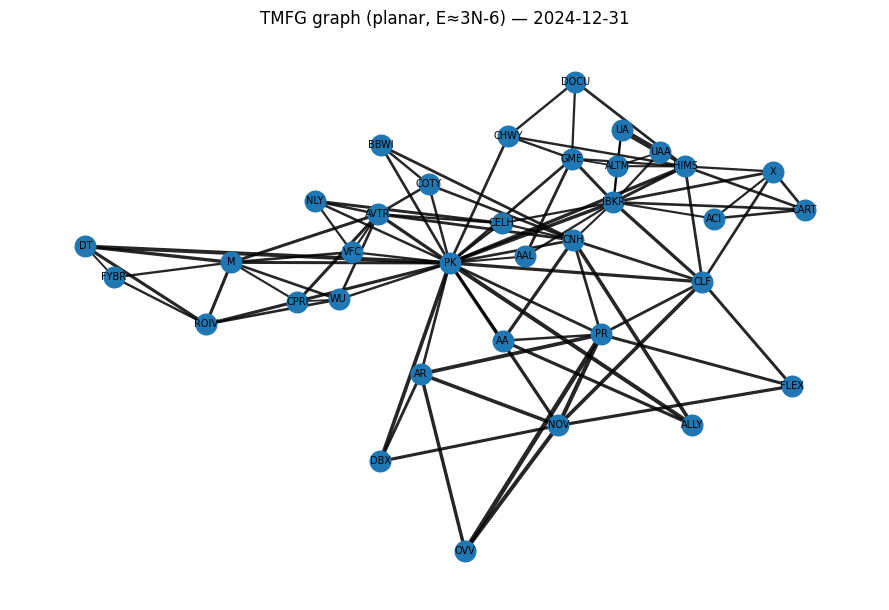 TMFG graph (planar, E≈3N-6) — 2024-12-31
DOCU
UA
CHWY
BBWI
UAA
GME
ALTM
HIMS
X
COTY
NLY
BKR
CART
AVTR
ACI
CELH
CNH
DT
VFC
AAL
M
PK
FYBR
CLF
WU
CPRI
ROIV
PR
AA
AR
FLEX
NOV
ALLY
DBX
OVV